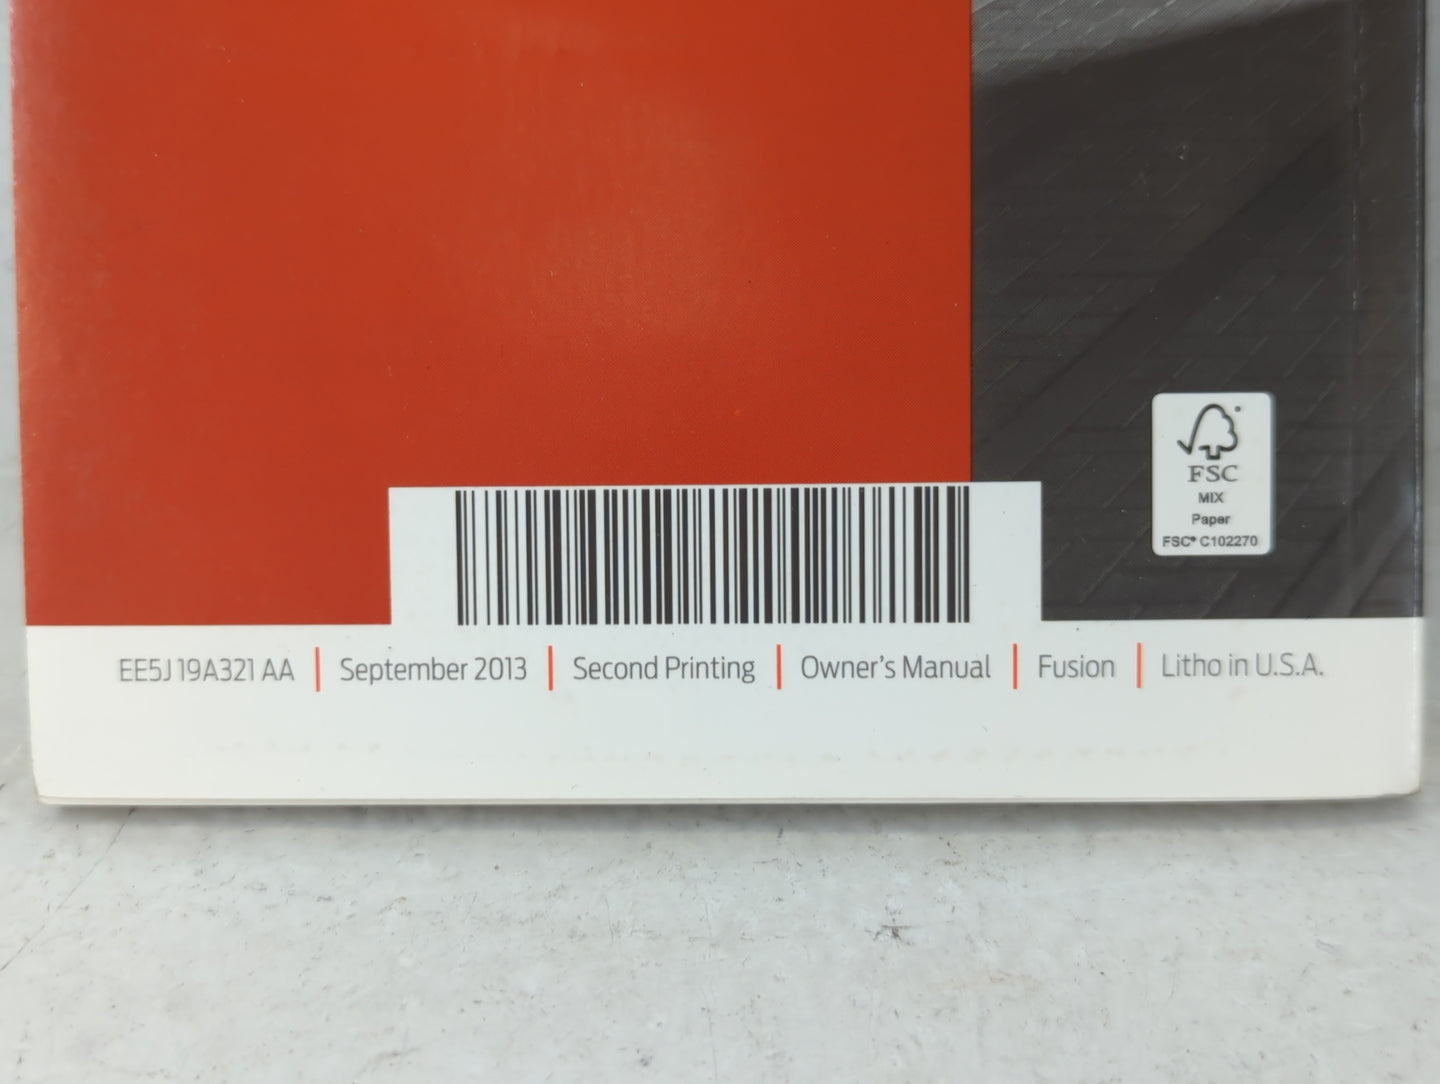 FSC
MIX
Paper
FSC® C102270
EE5J 19A321 AA | September 2013 | Second Printing | Owner's Manual | Fusion | Litho in U.S.A.